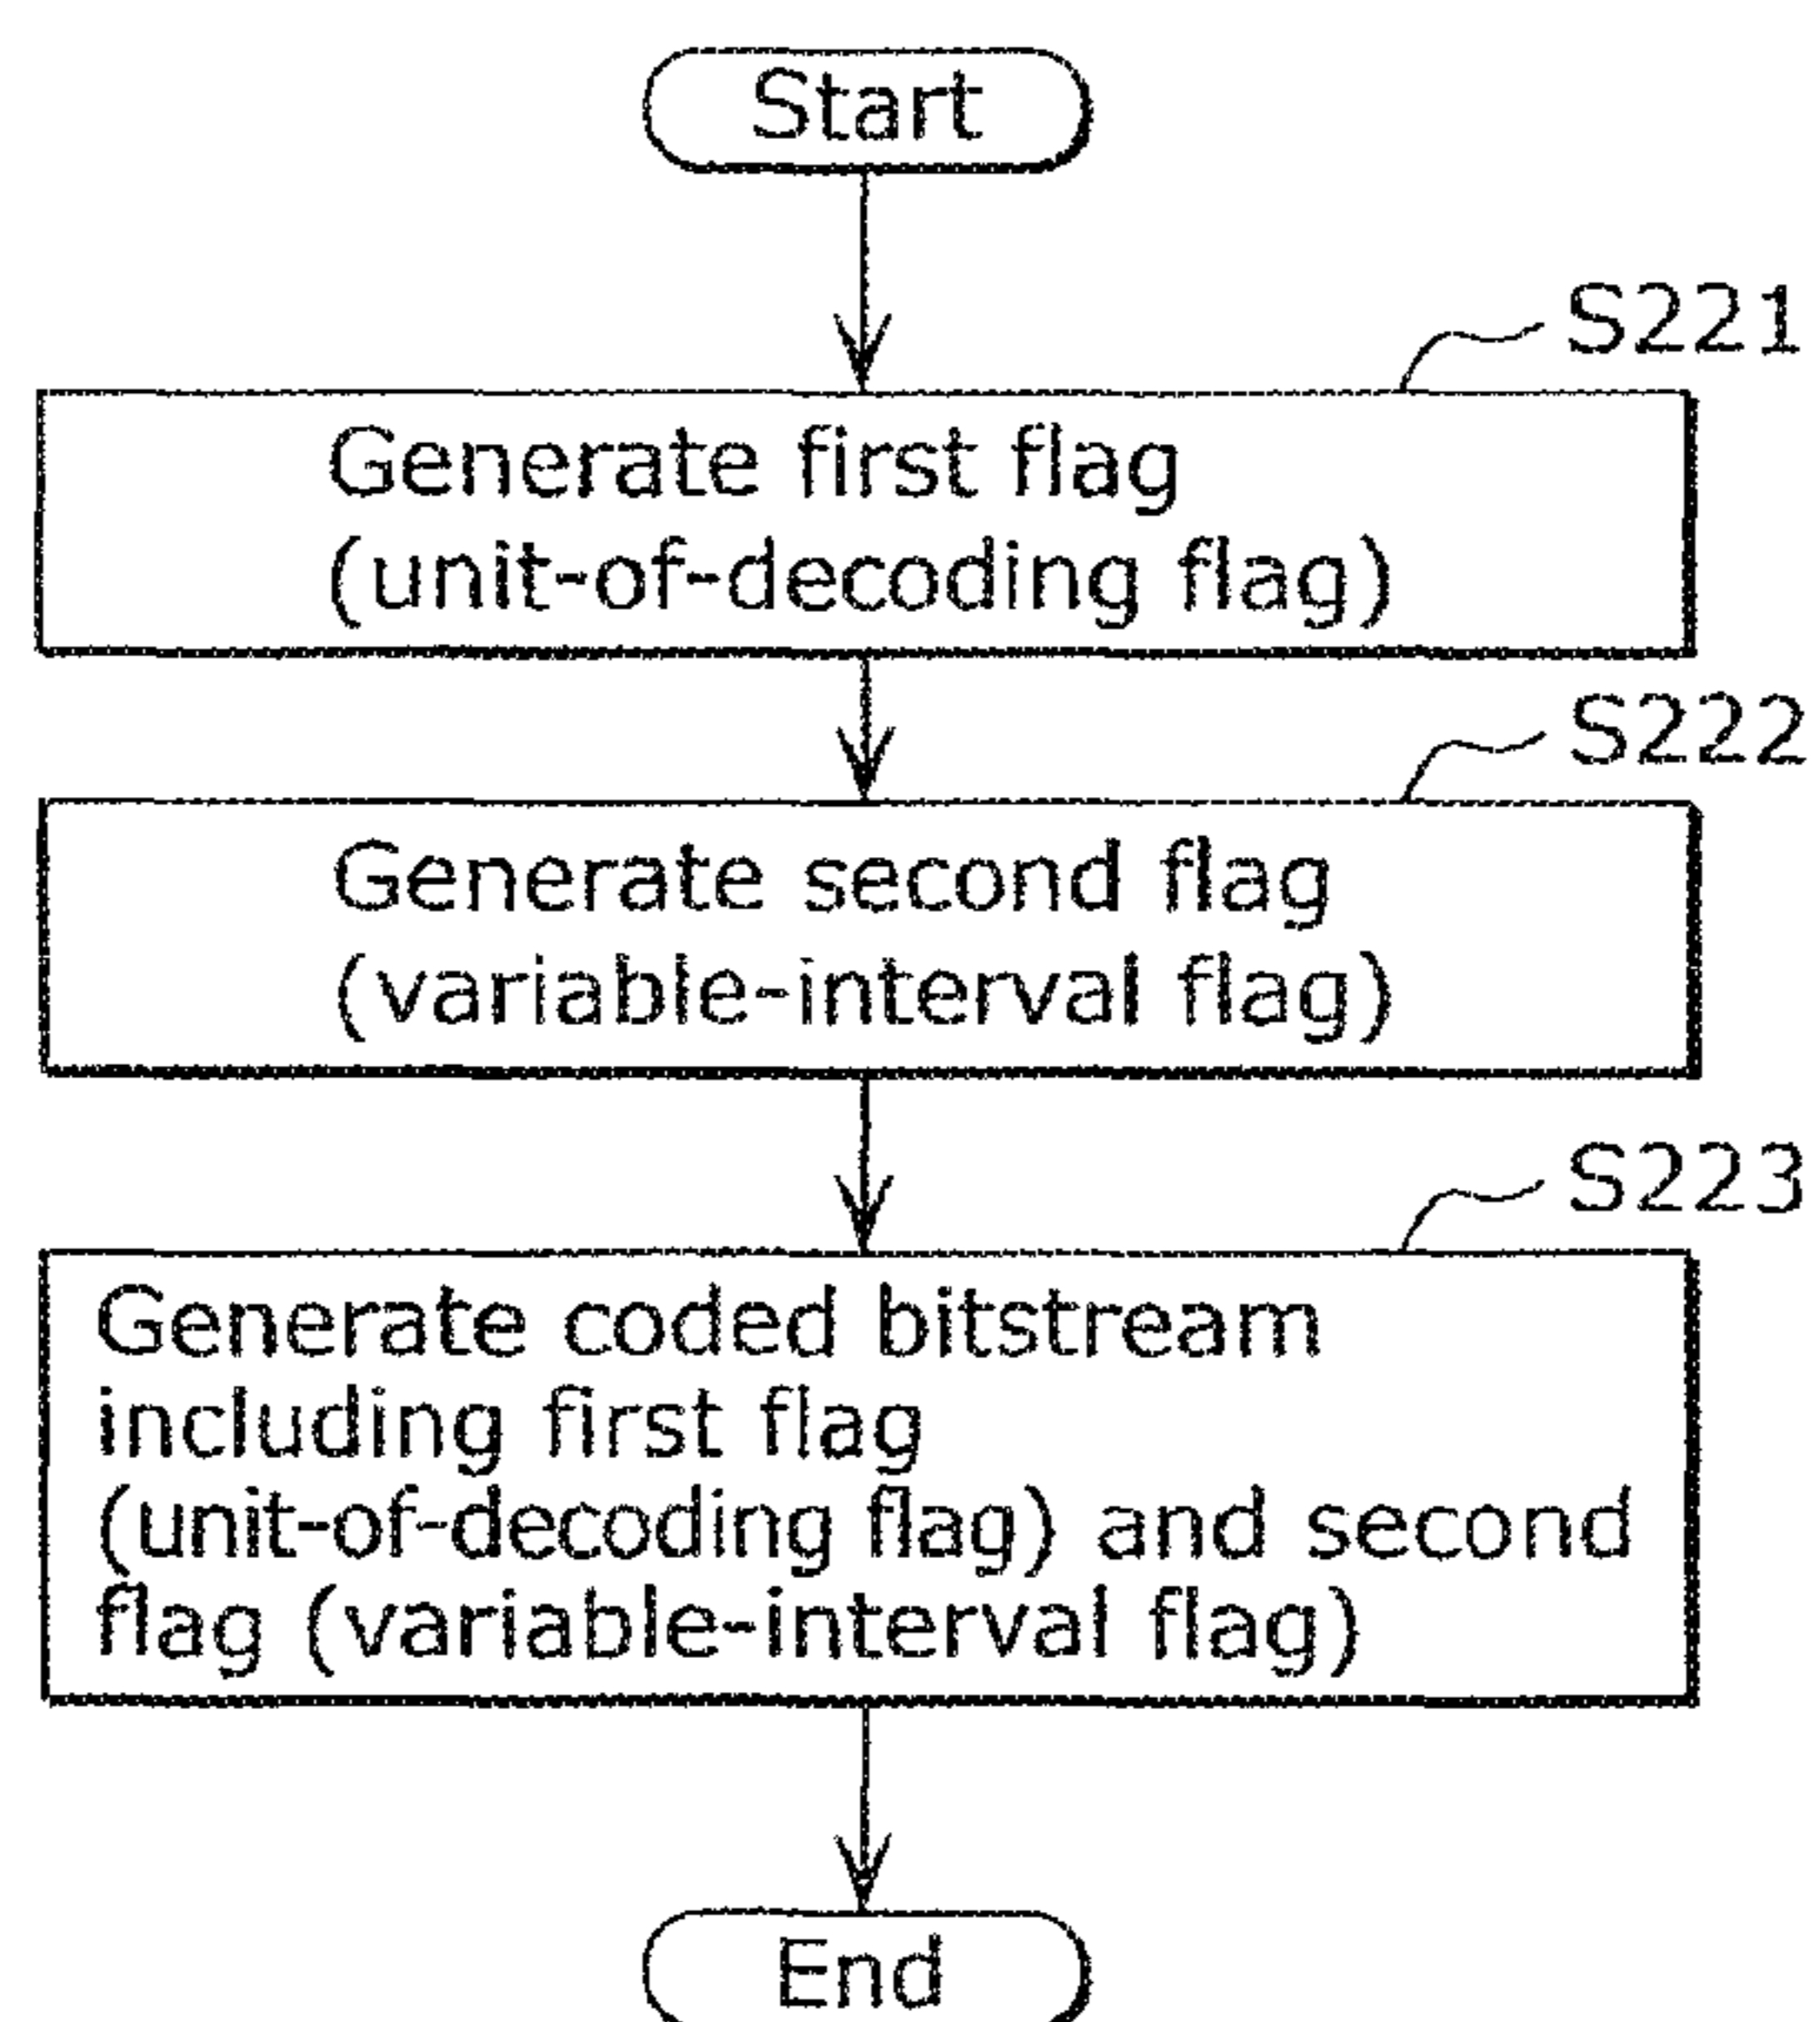 Start
S221
Generate first flag
(unit-of-decoding flag)
S222
Generate second flag
(variable-interval flag)
S223
Generate coded bitstream
including first flag
(unit-of-decoding flag) and second
flag (variable-interval flag)
End